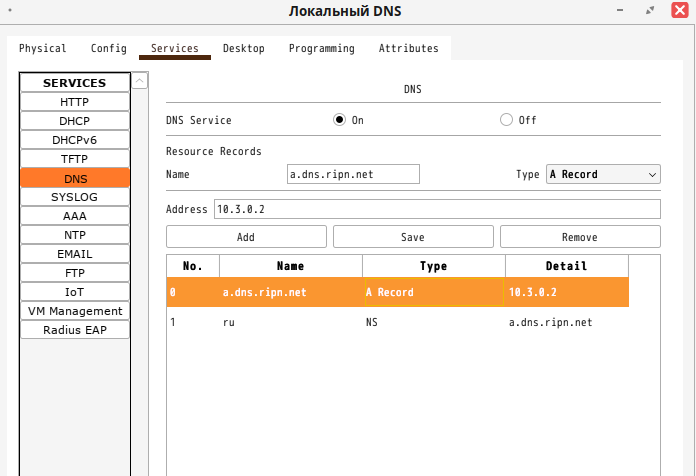 Локальный DNS
Physical Config Services Desktop Programming Attributes
SERVICES
HTTP
DHCP
DHCPv6
TFTP
DNS
SYSLOG
AAA
NTP
EMAIL
FTP
IoT
VM Management
Radius EAP
DNS
DNS Service On Off
Resource Records
Name a.dns.ripn.net Type A Record
Address 10.3.0.2
Add Save Remove
No. Name Type Detail
0 a.dns.ripn.net A Record 10.3.0.2
1 ru NS a.dns.ripn.net